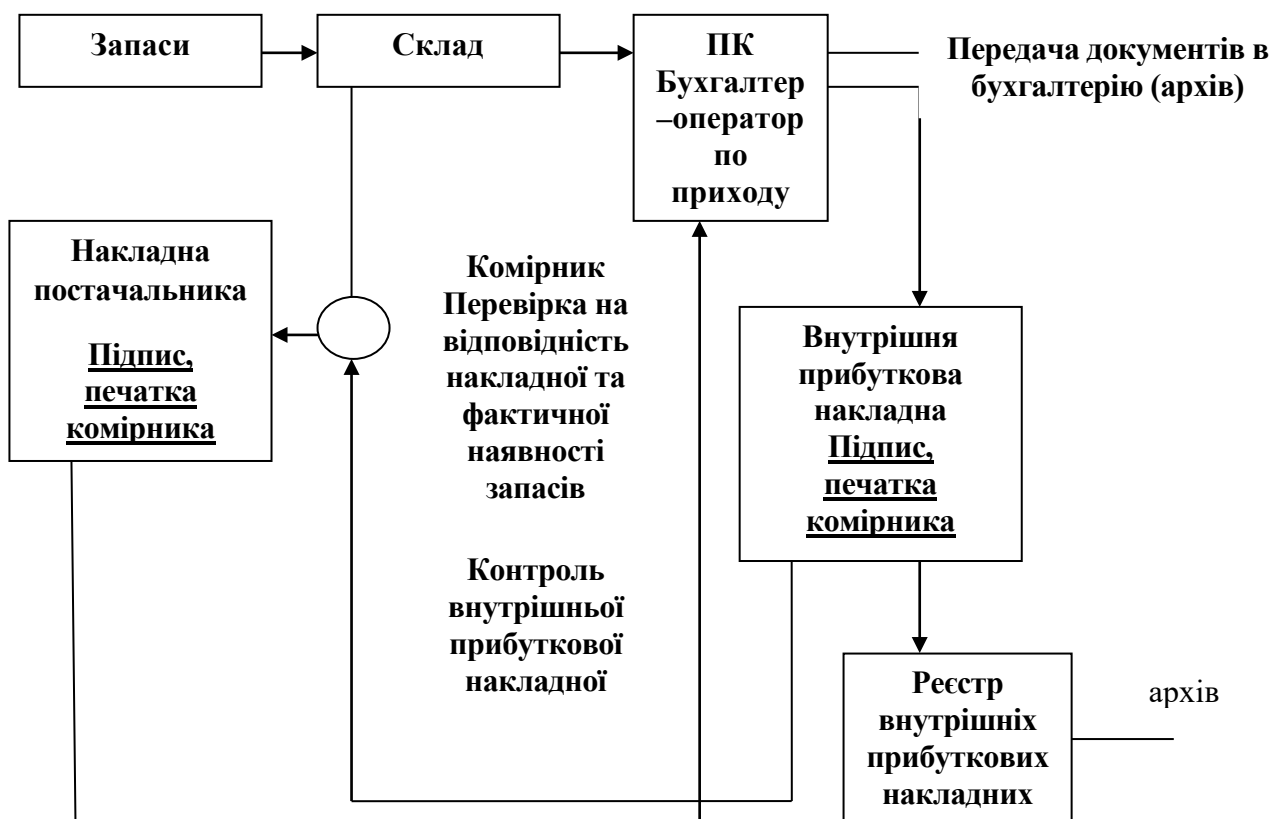 Запаси
Склад
ПК
Бухгалтер
–оператор
по
приходу
Передача документів в
бухгалтерію (архів)
Накладна
постачальника
Підпис,
печатка
комірника
Комірник
Перевірка на
відповідність
накладної та
фактичної
наявності
запасів
Контроль
внутрішньої
прибуткової
накладної
Внутрішня
прибуткова
накладна
Підпис,
печатка
комірника
Реєстр
внутрішніх
прибуткових
накладних
архів